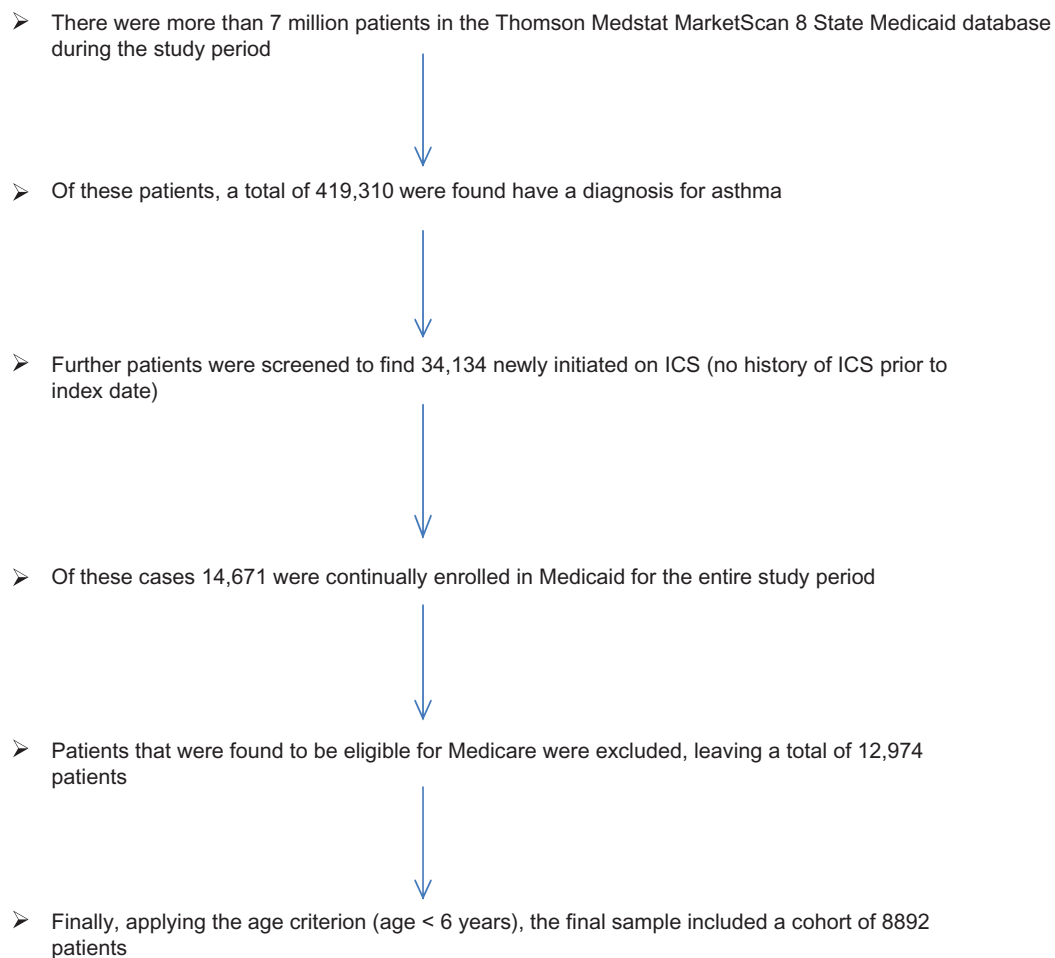 ➢ There were more than 7 million patients in the Thomson Medstat MarketScan 8 State Medicaid database
during the study period
➢ Of these patients, a total of 419,310 were found have a diagnosis for asthma
➢ Further patients were screened to find 34,134 newly initiated on ICS (no history of ICS prior to
index date)
➢ Of these cases 14,671 were continually enrolled in Medicaid for the entire study period
➢ Patients that were found to be eligible for Medicare were excluded, leaving a total of 12,974
patients
➢ Finally, applying the age criterion (age < 6 years), the final sample included a cohort of 8892
patients